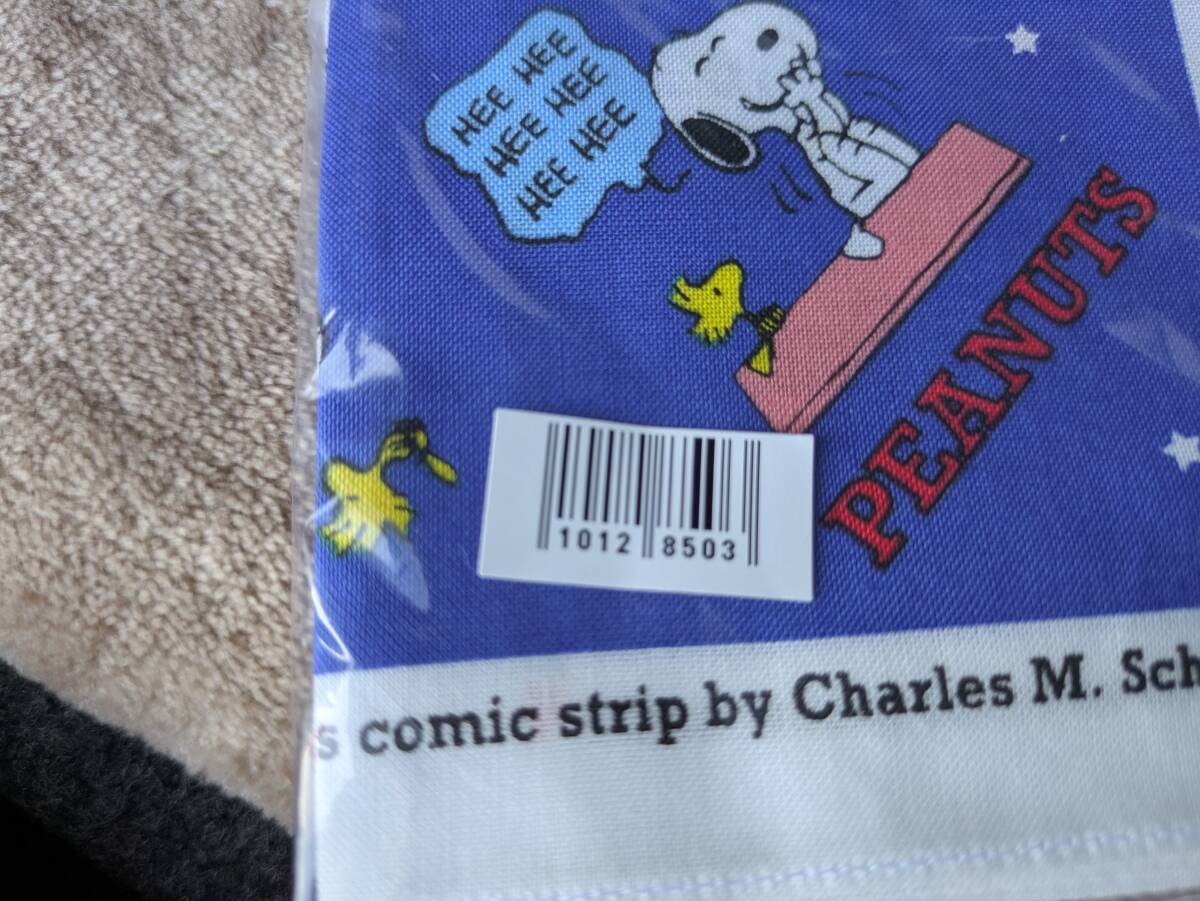 HEE HEE
HEE HEE
HEE HEE
PEANUTS
1012 8503
s comic strip by Charles M. Sch